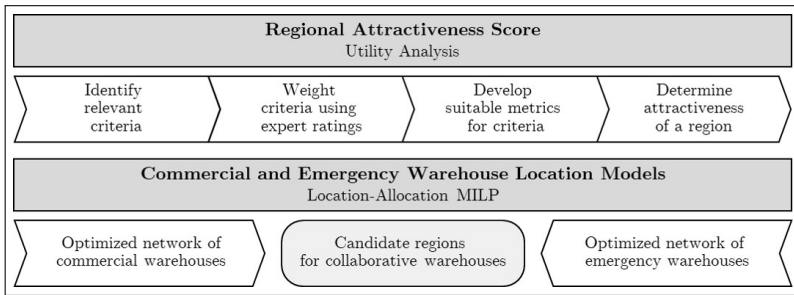 Regional Attractiveness Score
Utility Analysis
Identify
relevant
criteria
Weight
criteria using
expert ratings
Develop
suitable metrics
for criteria
Determine
attractiveness
of a region
Commercial and Emergency Warehouse Location Models
Location-Allocation MILP
Optimized network of
commercial warehouses
Candidate regions
for collaborative warehouses
Optimized network of
emergency warehouses